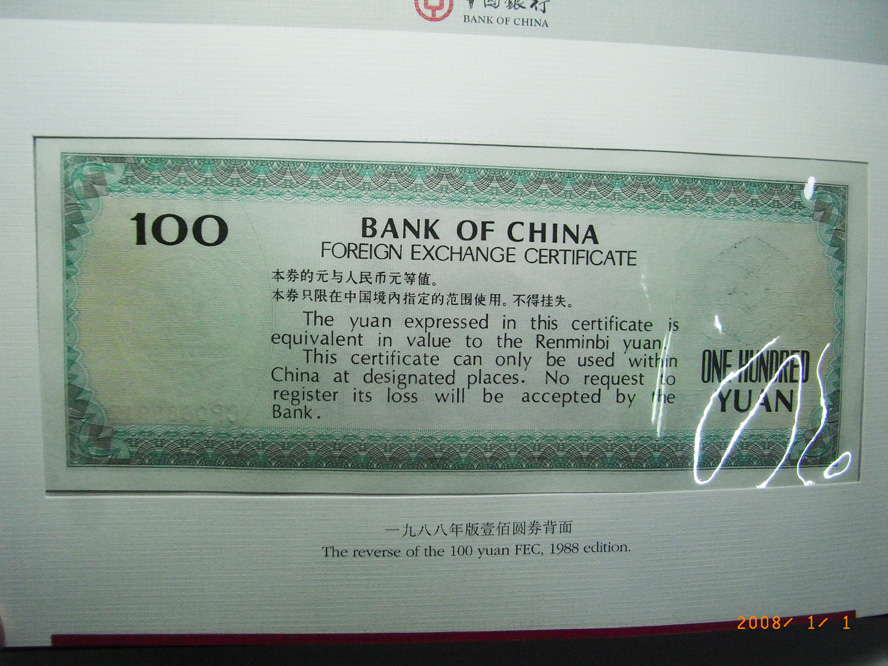 中国银行
BANK OF CHINA
100
BANK OF CHINA
FOREIGN EXCHANGE CERTIFICATE
本券的元与人民币元等值。
本券只限在中国境内指定的范围使用。不得挂失。
The yuan expressed in this certificate is
equivalent in value to the Renminbi yuan.
This certificate can only be used within
China at designated places. No request to
register its loss will be accepted by the
Bank.
ONE HUNDRED
YUAN
一九八八年版壹佰圆券背面
The reverse of the 100 yuan FEC, 1988 edition.
2008/ 1/ 1